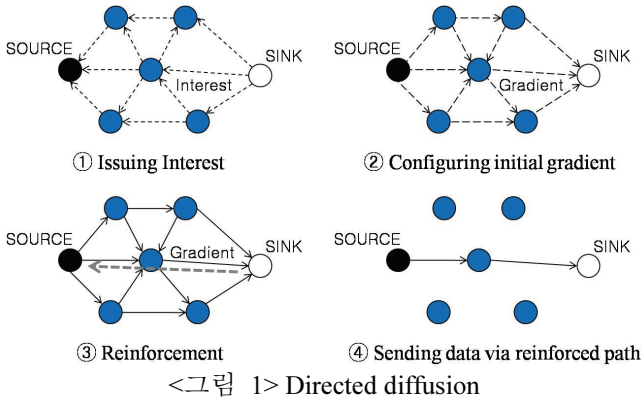 SOURCE
SINK
Interest
① Issuing Interest
SOURCE
SINK
Gradient
② Configuring initial gradient
SOURCE
SINK
Gradient
③ Reinforcement
SOURCE
SINK
④ Sending data via reinforced path
<그림 1> Directed diffusion